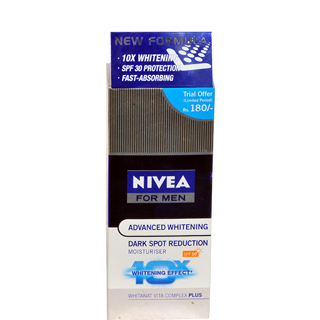 NEW FORMULA
• 10X WHITENING
• SPF 30 PROTECTION
• FAST-ABSORBING
Trial Offer
(Limited Period)
Rs. 180/-
NIVEA
FOR MEN
ADVANCED WHITENING
DARK SPOT REDUCTION
MOISTURISER
SPF 30
10X
WHITENING EFFECT*
WHITANAT VITA COMPLEX PLUS